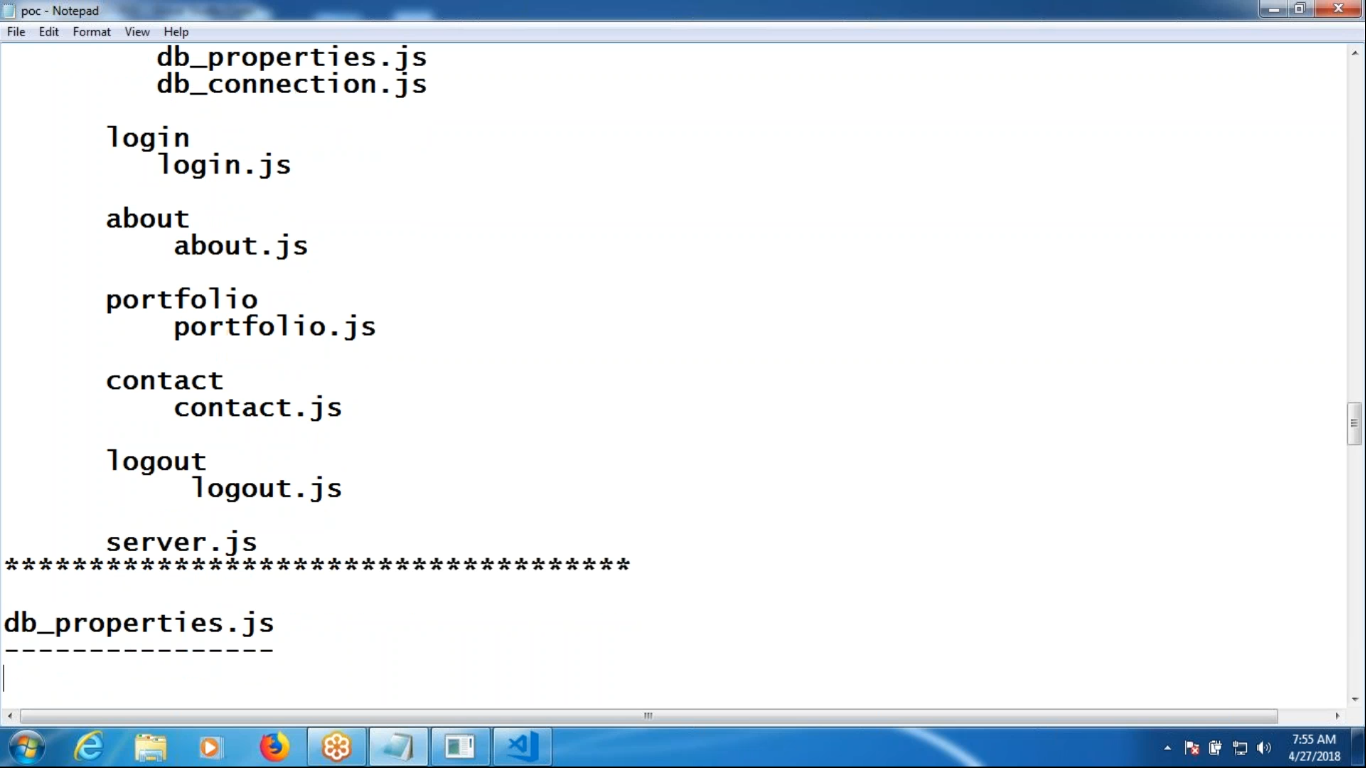 poc - Notepad
File Edit Format View Help
db_properties.js
db_connection.js
login
login.js
about
about.js
portfolio
portfolio.js
contact
contact.js
logout
logout.js
server.js
*************************************
db_properties.js
----------------
7:55 AM
4/27/2018